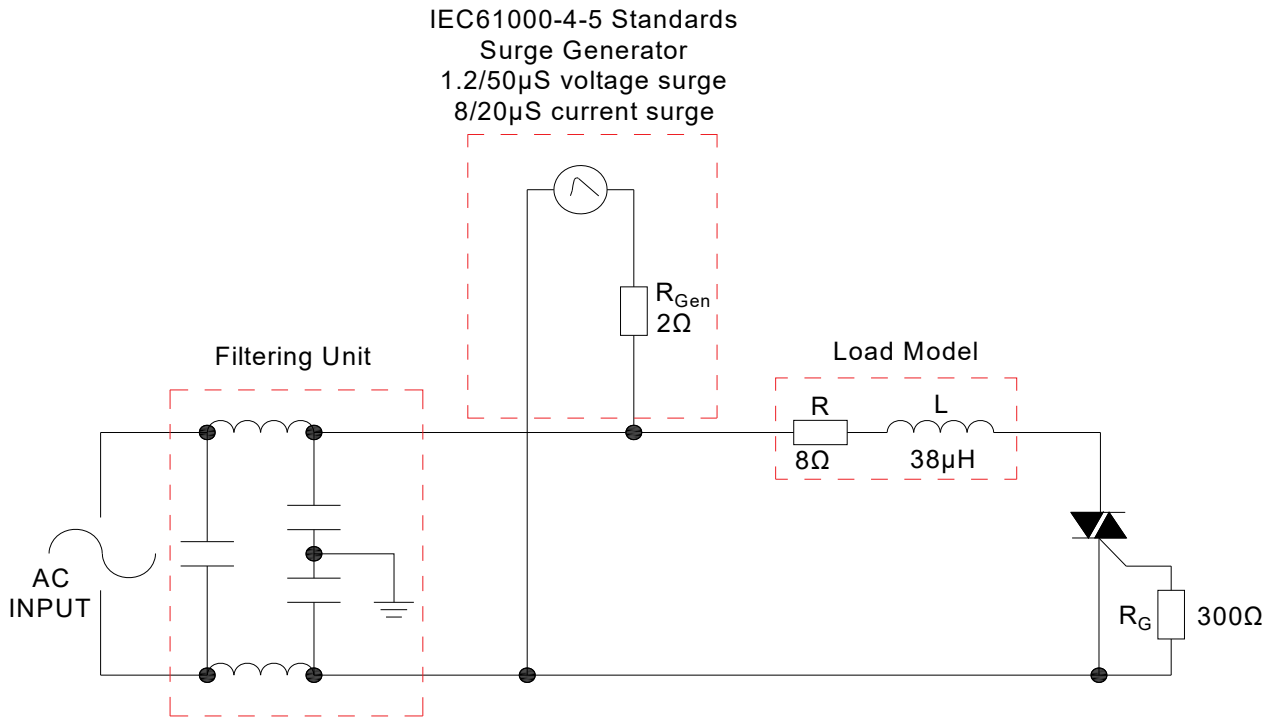 IEC61000-4-5 Standards
Surge Generator
1.2/50µS voltage surge
8/20µS current surge
RGen
2Ω
Filtering Unit
Load Model
R
L
8Ω
38µH
AC
INPUT
RG
300Ω